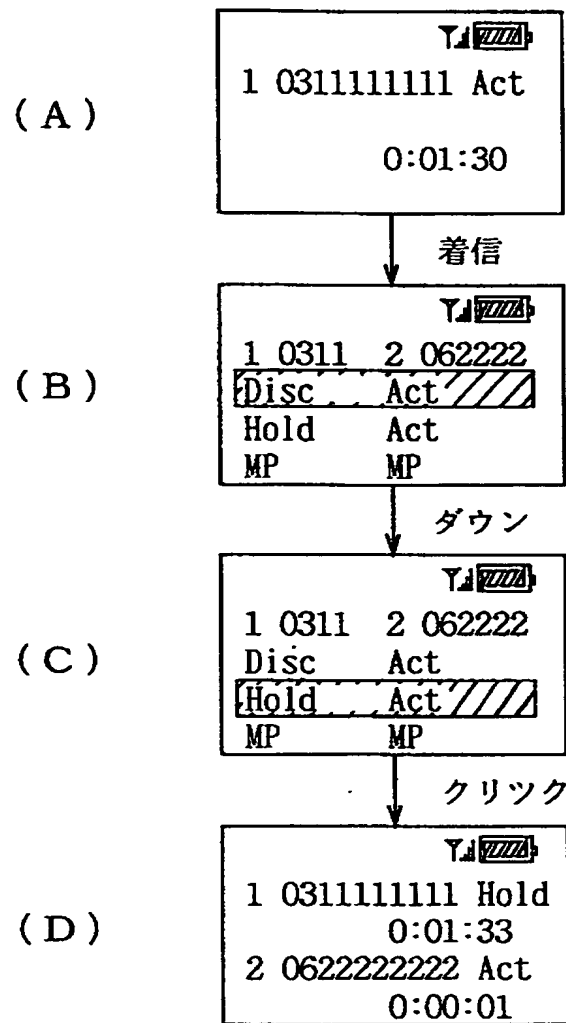 (A)
1 0311111111 Act
0:01:30
着信
(B)
1 0311 2 062222
Disc Act
Hold Act
MP MP
ダウン
(C)
1 0311 2 062222
Disc Act
Hold Act
MP MP
クリツク
(D)
1 0311111111 Hold
0:01:33
2 0622222222 Act
0:00:01